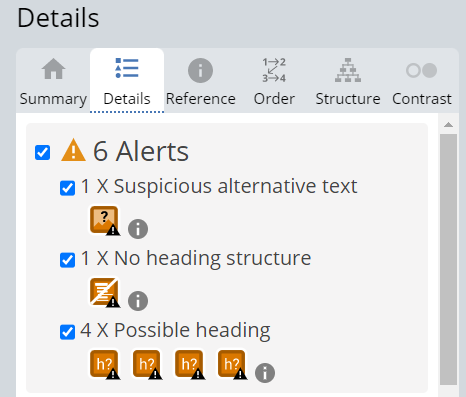 Details
Summary Details Reference Order Structure Contrast
6 Alerts
1 X Suspicious alternative text
1 X No heading structure
4 X Possible heading
h? h? h? h?